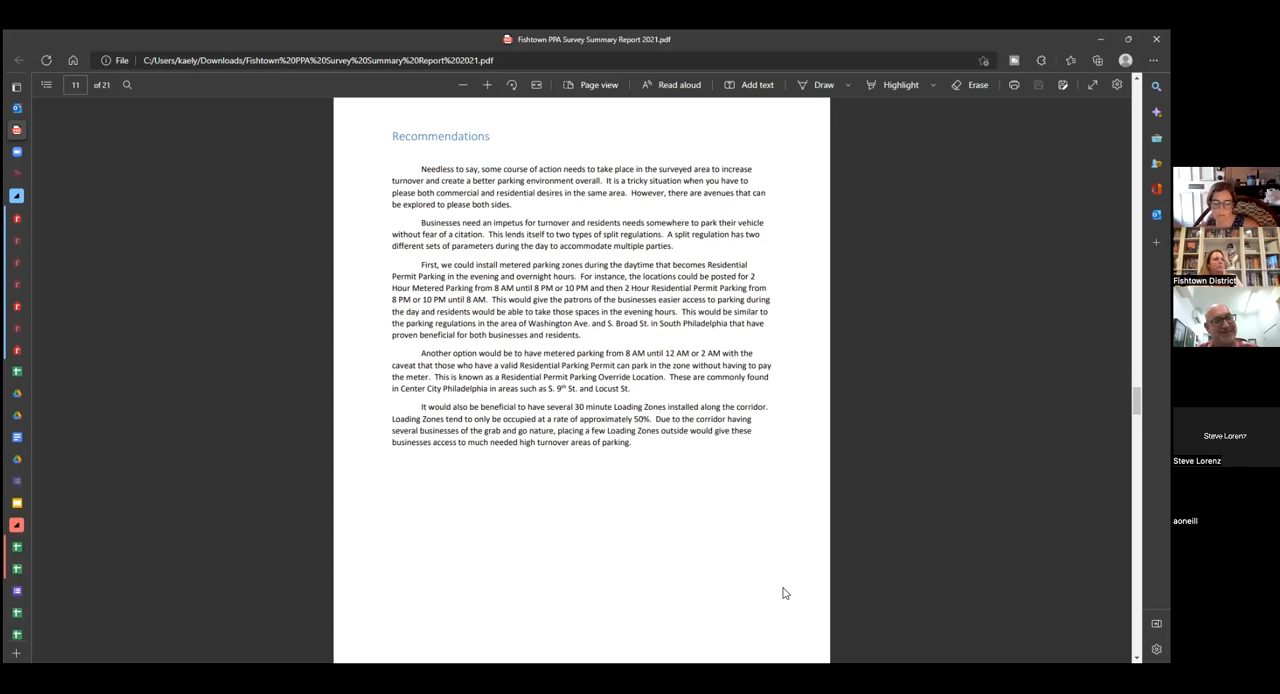 Fishtown PPA Survey Summary Report 2021.pdf
File C:/Users/kaely/Downloads/Fishtown%20PPA%20Survey%20Summary%20Report%202021.pdf
11 of 21 Page view Read aloud Add text Draw Highlight Erase
Recommendations
Needless to say, some course of action needs to take place in the surveyed area to increase
turnover and create a better parking environment overall. It is a tricky situation when you have to
please both commercial and residential desires in the same area. However, there are avenues that can
be explored to please both sides.
Businesses need an impetus for turnover and residents needs somewhere to park their vehicle
without fear of a citation. This lends itself to two types of split regulations. A split regulation has two
different sets of parameters during the day to accommodate multiple parties.
First, we could install metered parking zones during the daytime that becomes Residential
Permit Parking in the evening and overnight hours. For instance, the locations could be posted for 2
Hour Metered Parking from 8 AM until 8 PM or 10 PM and then 2 Hour Residential Permit Parking from
8 PM or 10 PM until 8 AM. This would give the patrons of the businesses easier access to parking during
the day and residents would be able to take those spaces in the evening hours. This would be similar to
the parking regulations in the area of Washington Ave. and S. Broad St. in South Philadelphia that have
proven beneficial for both businesses and residents.
Another option would be to have metered parking from 8 AM until 12 AM or 2 AM with the
caveat that those who have a valid Residential Parking Permit can park in the zone without having to pay
the meter. This is known as a Residential Permit Parking Override Location. These are commonly found
in Center City Philadelphia in areas such as S. 9th St. and Locust St.
It would also be beneficial to have several 30 minute Loading Zones installed along the corridor.
Loading Zones tend to only be occupied at a rate of approximately 50%. Due to the corridor having
several businesses of the grab and go nature, placing a few Loading Zones outside would give these
businesses access to much needed high turnover areas of parking.
Fishtown District
Steve Lorenz
Steve Lorenz
aoneill